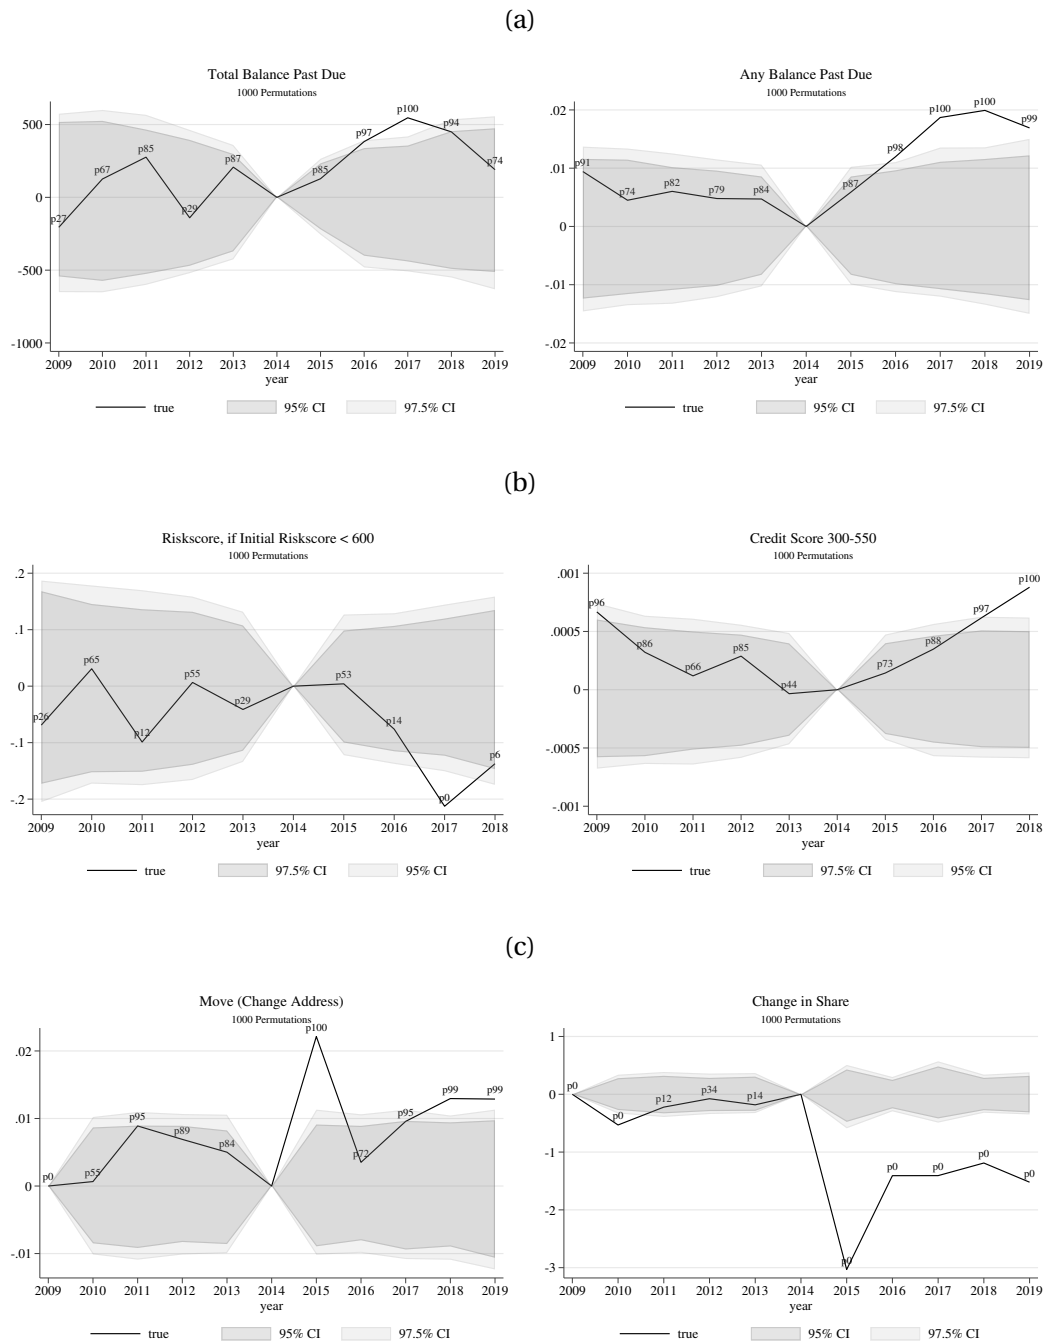 (a)
Total Balance Past Due
1000 Permutations
500
0
-500
-1000
p27
p67
p85
p29
p87
p85
p97
p100
p94
p74
2009 2010 2011 2012 2013 2014 2015 2016 2017 2018 2019
year
true 95% CI 97.5% CI
Any Balance Past Due
1000 Permutations
.02
.01
0
-.01
-.02
p91
p74
p82
p79
p84
p87
p98
p100
p100
p99
2009 2010 2011 2012 2013 2014 2015 2016 2017 2018 2019
year
true 95% CI 97.5% CI
(b)
Riskscore, if Initial Riskscore < 600
1000 Permutations
.2
.1
0
-.1
-.2
p26
p65
p12
p55
p29
p53
p14
p0
p6
2009 2010 2011 2012 2013 2014 2015 2016 2017 2018
year
true 97.5% CI 95% CI
Credit Score 300-550
1000 Permutations
.001
.0005
0
-.0005
-.001
p96
p86
p66
p85
p44
p73
p88
p97
p100
2009 2010 2011 2012 2013 2014 2015 2016 2017 2018
year
true 97.5% CI 95% CI
(c)
Move (Change Address)
1000 Permutations
.02
.01
0
-.01
p0
p55
p95
p89
p84
p100
p72
p95
p99
p99
2009 2010 2011 2012 2013 2014 2015 2016 2017 2018 2019
year
true 95% CI 97.5% CI
Change in Share
1000 Permutations
1
0
-1
-2
-3
p0
p0
p12
p34
p14
p0
p0
p0
p0
p0
2009 2010 2011 2012 2013 2014 2015 2016 2017 2018 2019
year
true 95% CI 97.5% CI